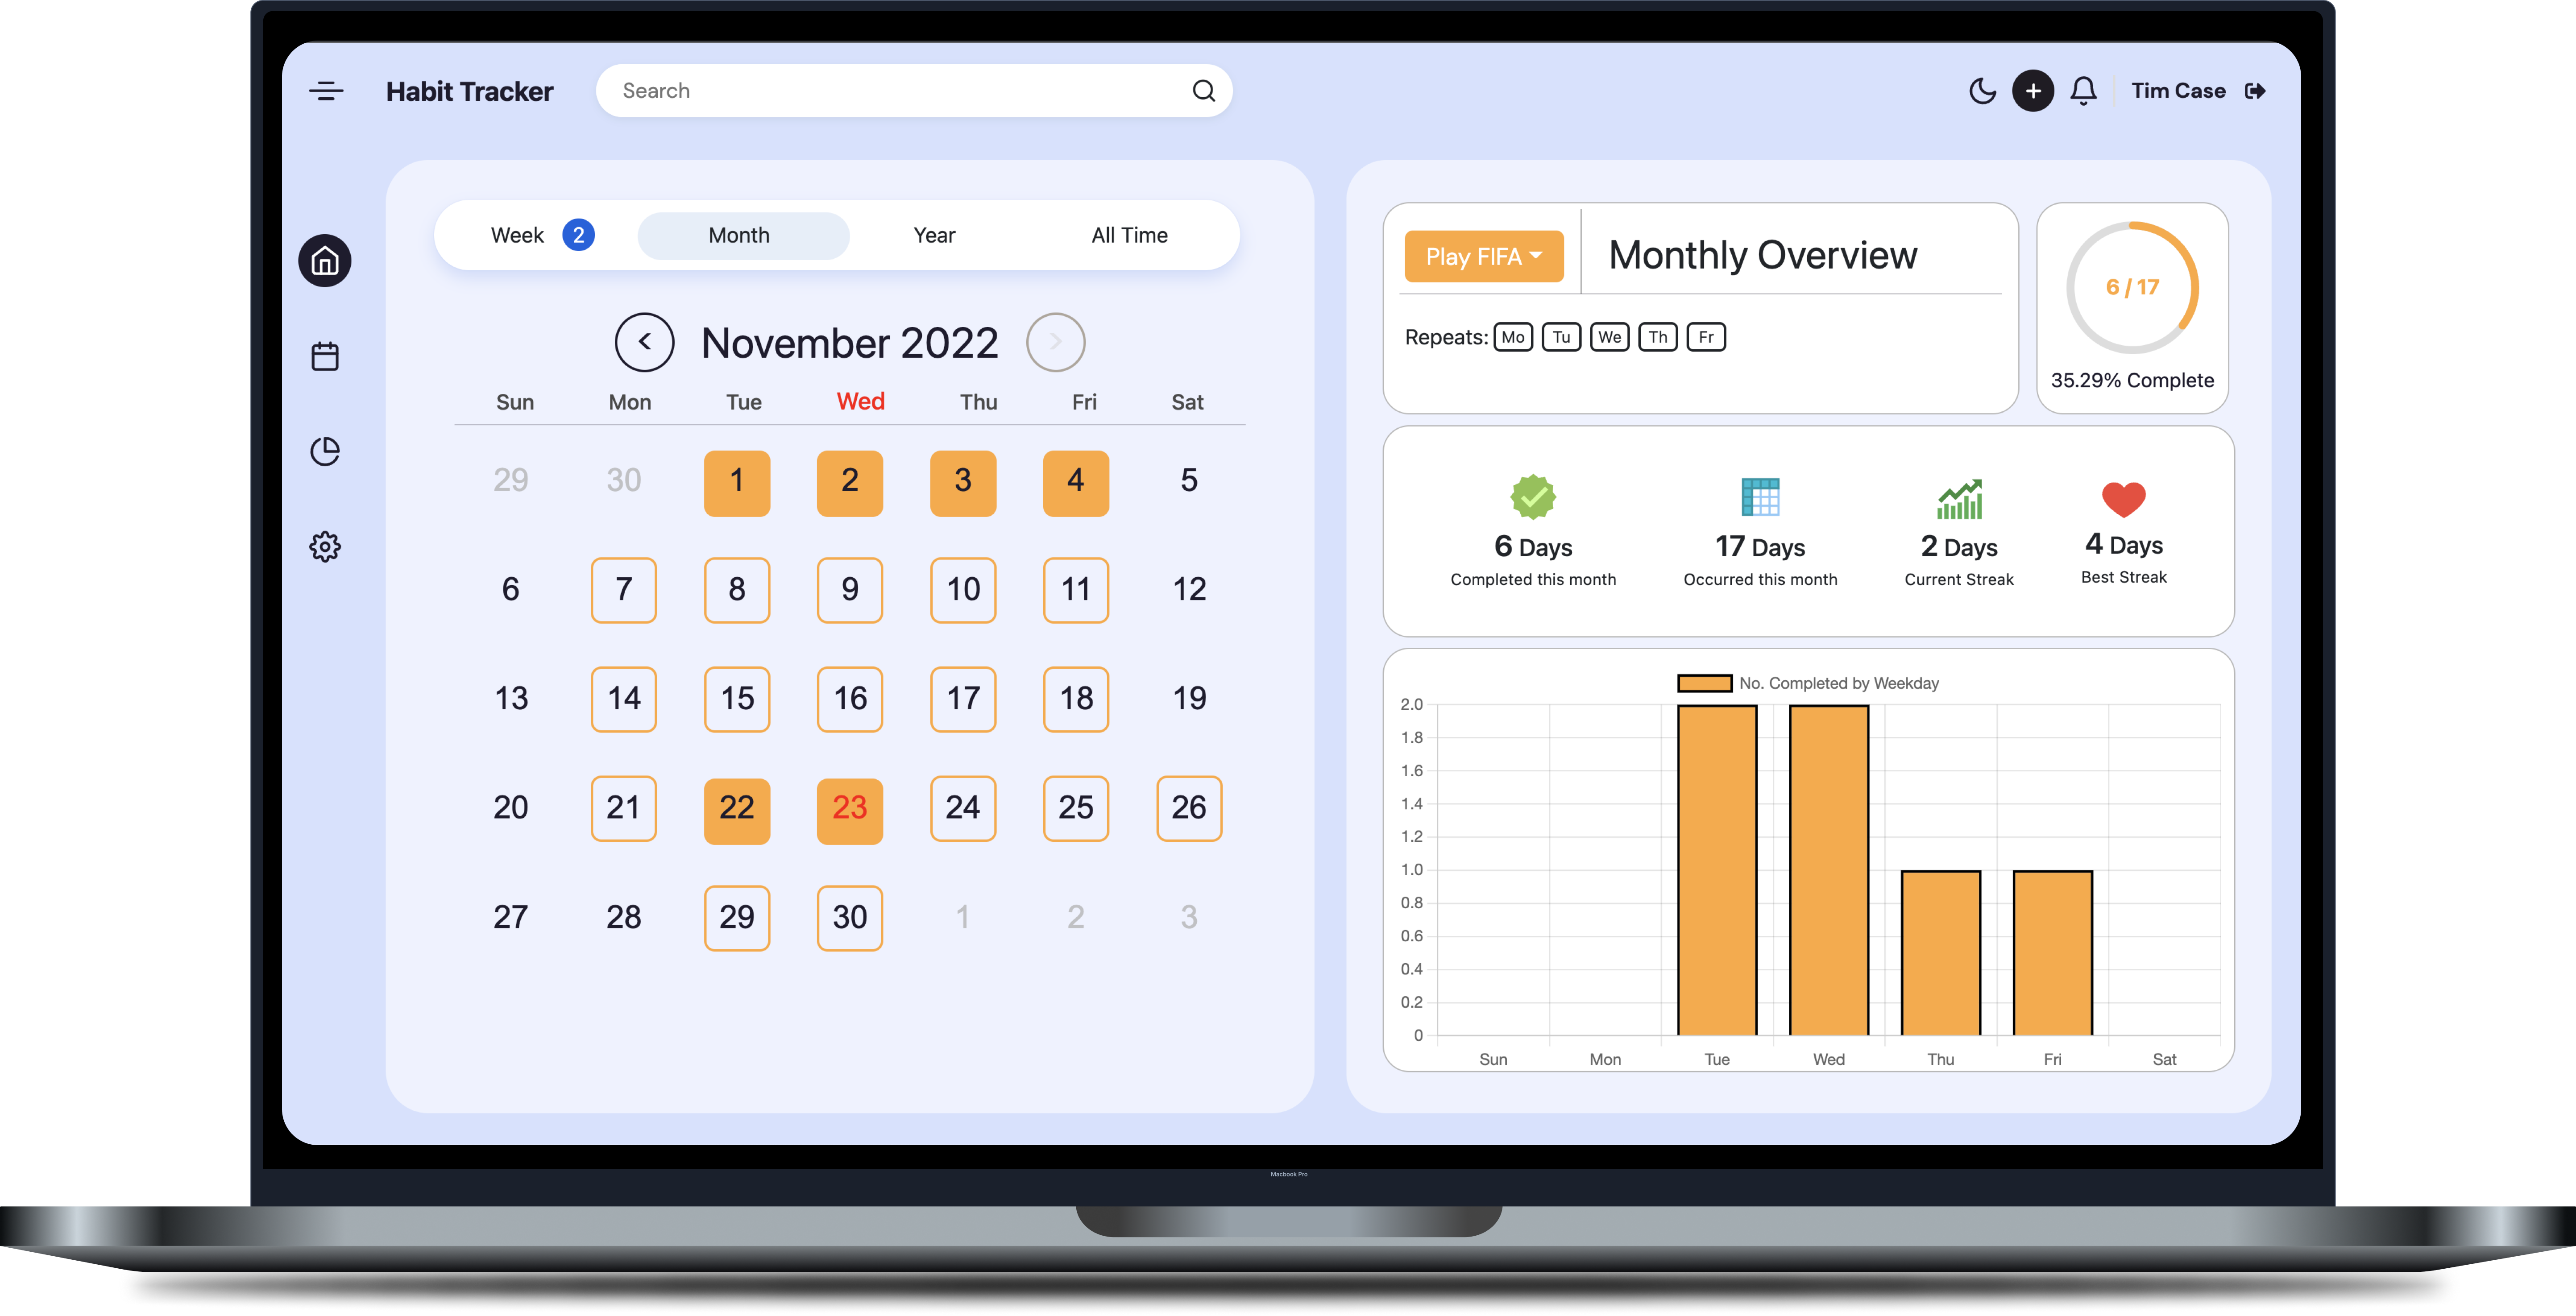 Habit Tracker
Search
Tim Case
Week 2 Month Year All Time
November 2022
Sun Mon Tue Wed Thu Fri Sat
29 30 1 2 3 4 5
6 7 8 9 10 11 12
13 14 15 16 17 18 19
20 21 22 23 24 25 26
27 28 29 30 1 2 3
Play FIFA
Monthly Overview
Repeats: Mo Tu We Th Fr
6 / 17
35.29% Complete
6 Days 17 Days 2 Days 4 Days
Completed this month Occurred this month Current Streak Best Streak
No. Completed by Weekday
2.0
1.8
1.6
1.4
1.2
1.0
0.8
0.6
0.4
0.2
0
Sun Mon Tue Wed Thu Fri Sat
Macbook Pro